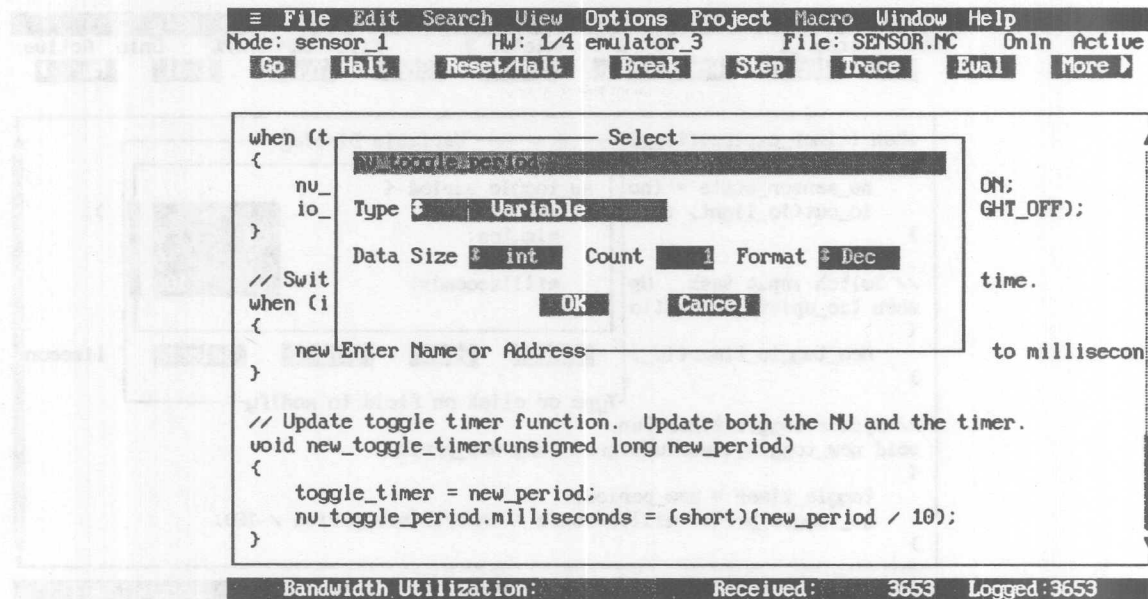 ≡ File Edit Search View Options Project Macro Window Help
Node: sensor_1 HW: 1/4 emulator_3 File: SENSOR.NC Onln Active
Go Halt Reset/Halt Break Step Trace Eval More
when (t
Select
{
nv_toggle_period
nv_ ON;
io_ Type Variable GHT_OFF);
}
Data Size int Count 1 Format Dec
// Swit time.
when (i OK Cancel
{
new Enter Name or Address to millisecon
}
// Update toggle timer function. Update both the NV and the timer.
void new_toggle_timer(unsigned long new_period)
{
toggle_timer = new_period;
nv_toggle_period.milliseconds = (short)(new_period / 10);
}
Bandwidth Utilization: Received: 3653 Logged:3653